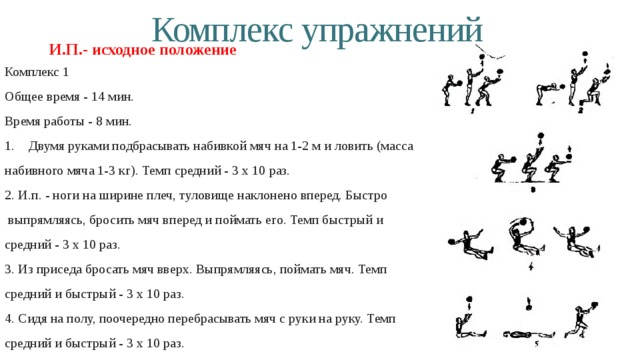 Комплекс упражнений
И.П.- исходное положение
Комплекс 1
Общее время - 14 мин.
Время работы - 8 мин.
1. Двумя руками подбрасывать набивкой мяч на 1-2 м и ловить (масса
набивного мяча 1-3 кг). Темп средний - 3 х 10 раз.
2. И.п. - ноги на ширине плеч, туловище наклонено вперед. Быстро
выпрямляясь, бросить мяч вперед и поймать его. Темп быстрый и
средний - 3 х 10 раз.
3. Из приседа бросать мяч вверх. Выпрямляясь, поймать мяч. Темп
средний и быстрый - 3 х 10 раз.
4. Сидя на полу, поочередно перебрасывать мяч с руки на руку. Темп
средний и быстрый - 3 х 10 раз.
1 2
3
4
5